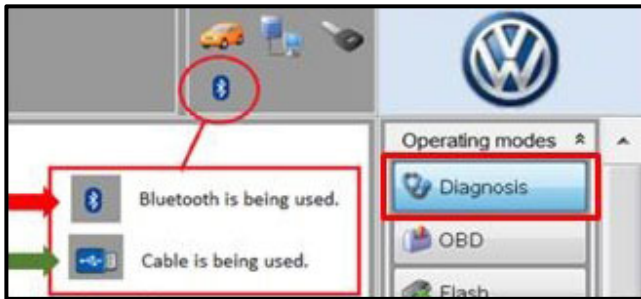 Operating modes
Diagnosis
Bluetooth is being used.
OBD
Cable is being used.
Flash